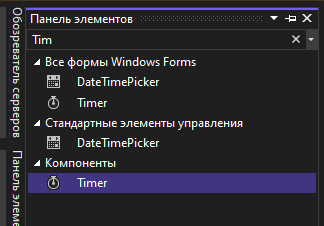 Панель элементов
Tim
Все формы Windows Forms
DateTimePicker
Timer
Стандартные элементы управления
DateTimePicker
Компоненты
Timer
Обозреватель серверов
Панель элеме